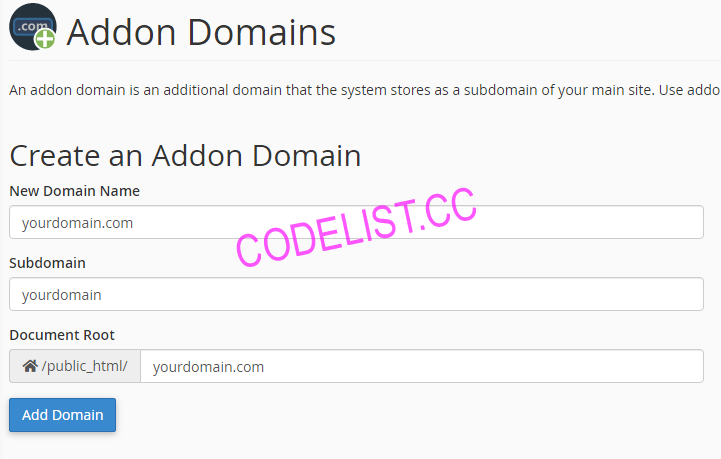 .com
Addon Domains
An addon domain is an additional domain that the system stores as a subdomain of your main site. Use addo
Create an Addon Domain
New Domain Name
yourdomain.com
CODELIST.CC
Subdomain
yourdomain
Document Root
/public_html/ yourdomain.com
Add Domain